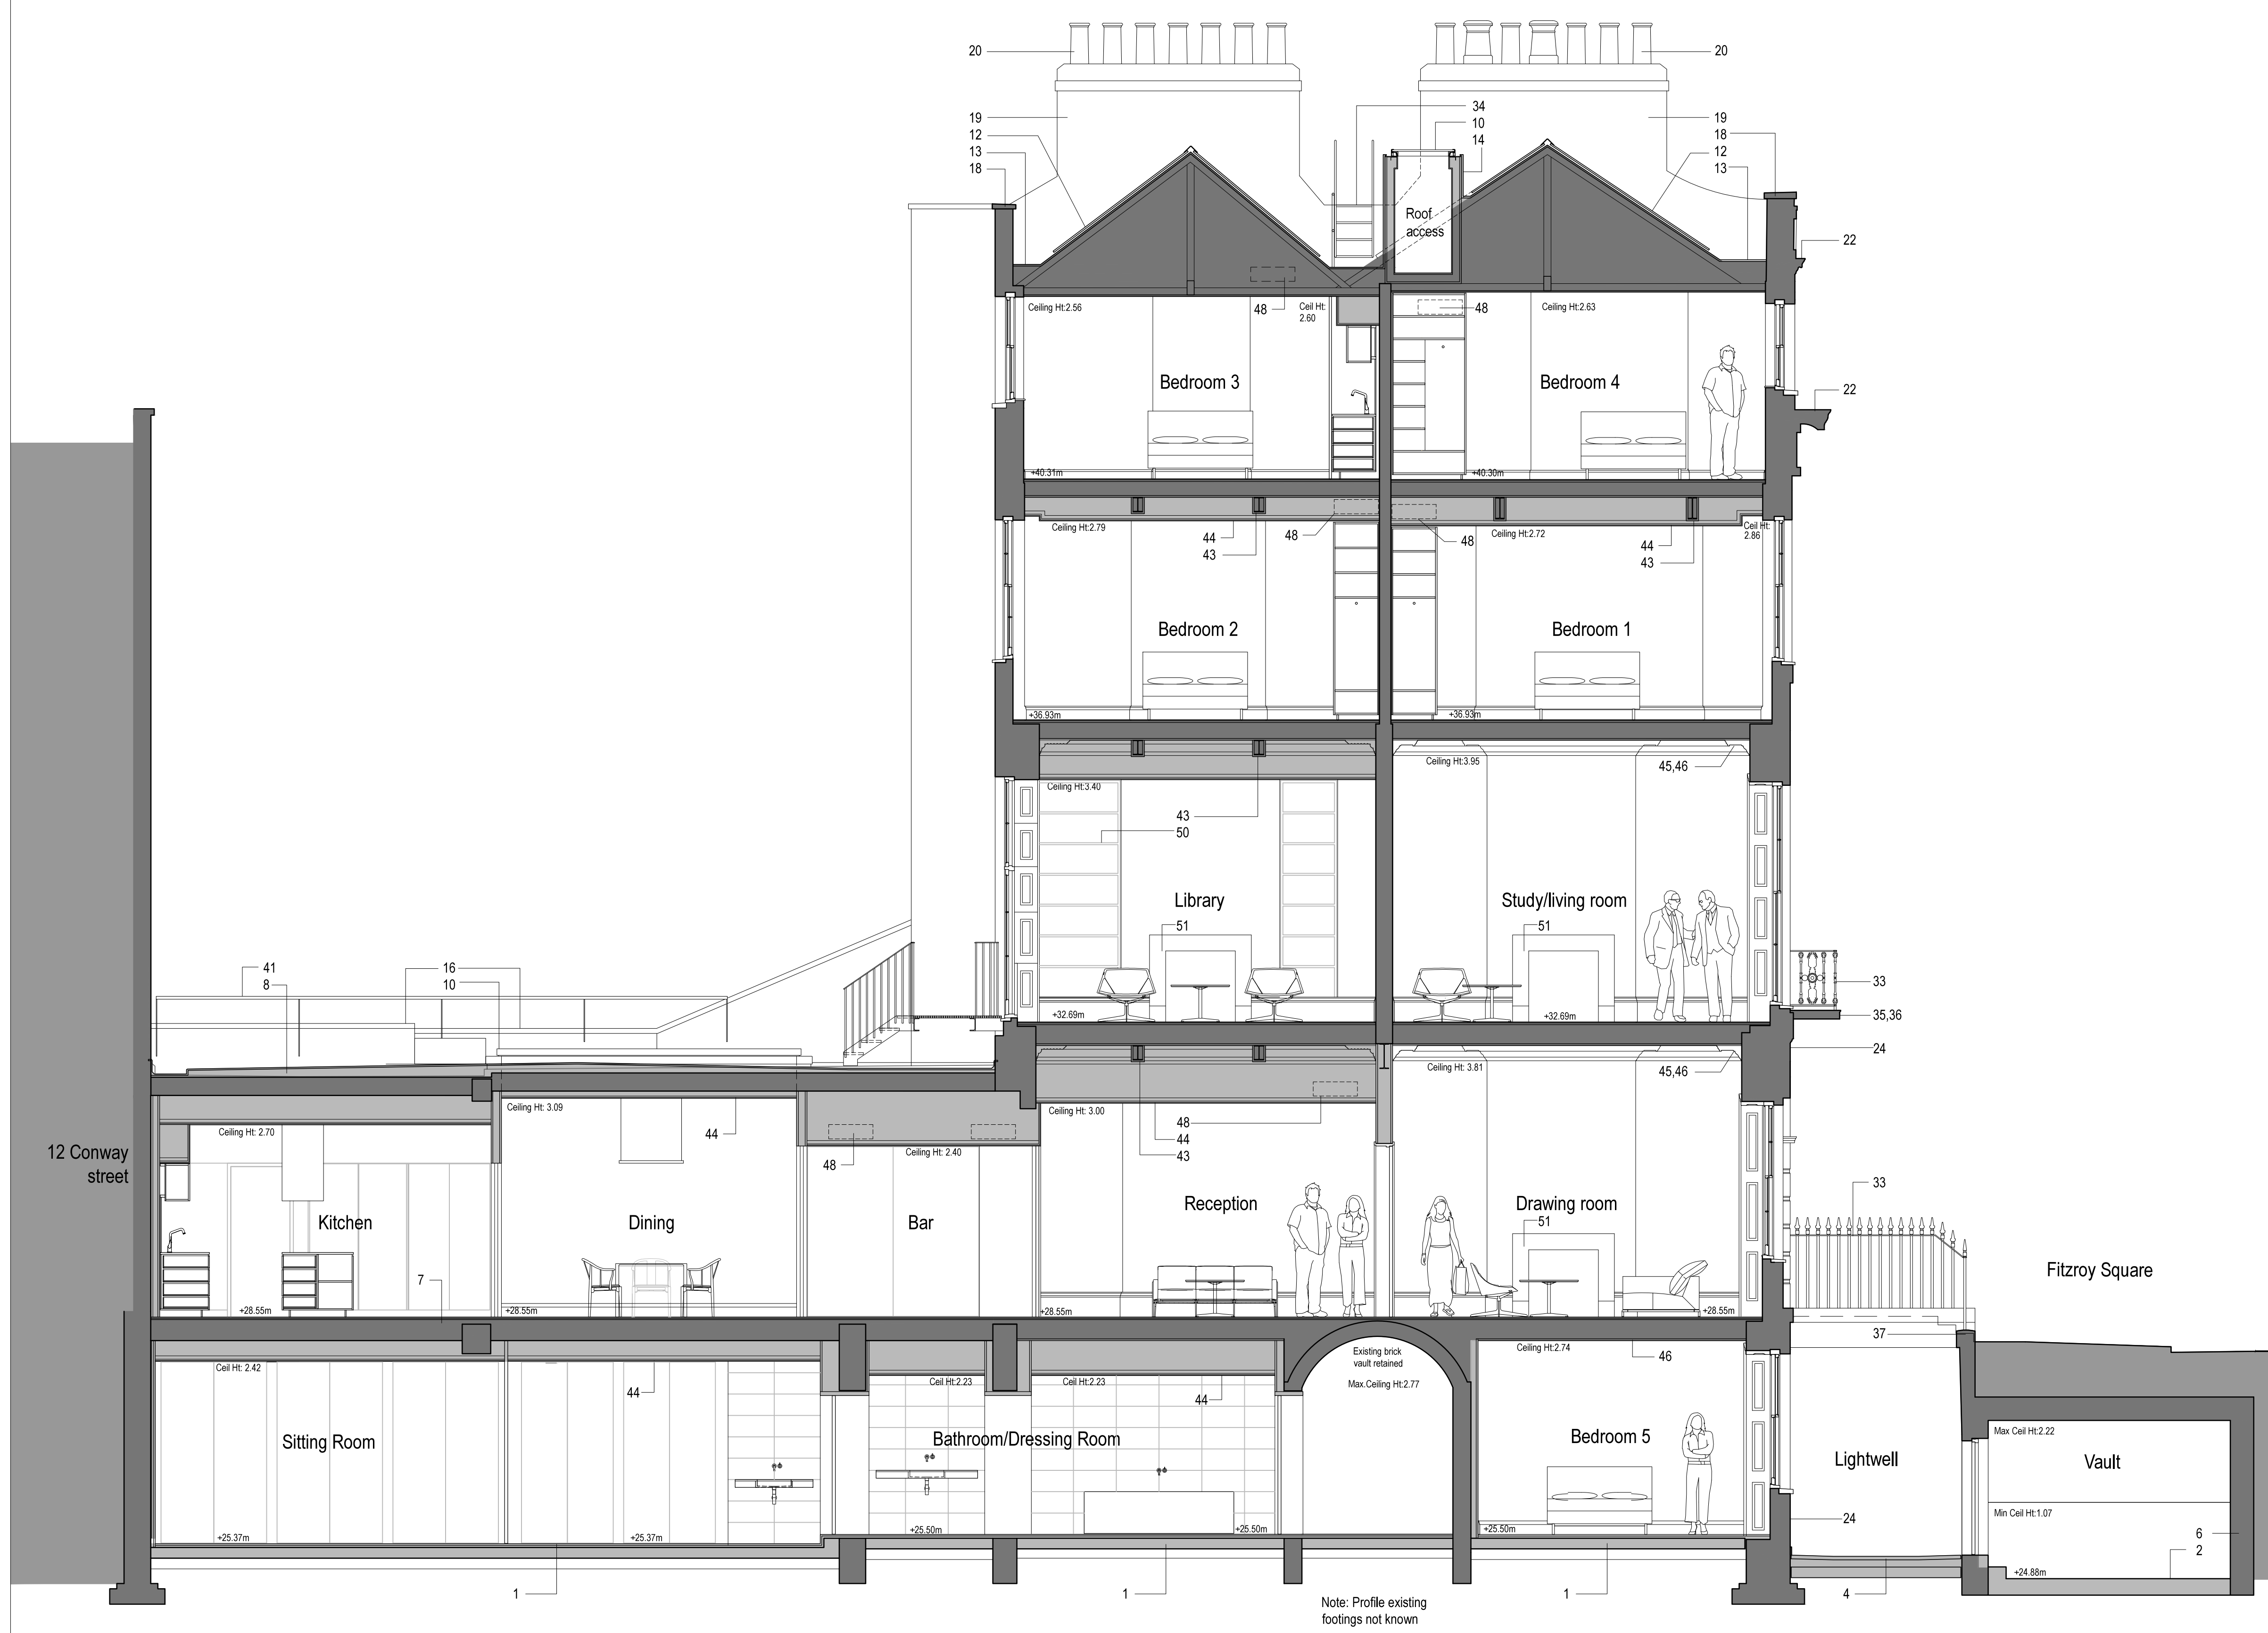 20
20
34
10
14
19
12
13
18
19
18
12
13
Roof
access
22
48
48
Ceiling Ht:2.56
Ceil Ht:
2.60
Ceiling Ht:2.63
Bedroom 3
Bedroom 4
22
+40.31m
+40.30m
Ceiling Ht:2.79
44
43
48
48
Ceiling Ht:2.72
44
43
Ceil Ht:
2.86
Bedroom 2
Bedroom 1
+36.93m
+36.93m
Ceiling Ht:3.95
45,46
Ceiling Ht:3.40
43
50
Library
Study/living room
51
51
41
8
16
10
33
+32.69m
+32.69m
35,36
24
Ceiling Ht: 3.81
45,46
Ceiling Ht: 3.09
Ceiling Ht: 3.00
Ceiling Ht: 2.70
44
48
44
43
12 Conway
street
48
Ceiling Ht: 2.40
33
Kitchen
Dining
Bar
Reception
Drawing room
51
7
Fitzroy Square
+28.55m
+28.55m
+28.55m
+28.55m
37
Ceil Ht: 2.42
44
Ceil Ht:2.23
Ceil Ht:2.23
44
Existing brick
vault retained
Max.Ceiling Ht:2.77
Ceiling Ht:2.74
46
Sitting Room
Bathroom/Dressing Room
Bedroom 5
Lightwell
Max Ceil Ht:2.22
Vault
Min Ceil Ht:1.07
24
6
2
+25.37m
+25.37m
+25.50m
+25.50m
+25.50m
+24.88m
1
1
1
4
Note: Profile existing
footings not known